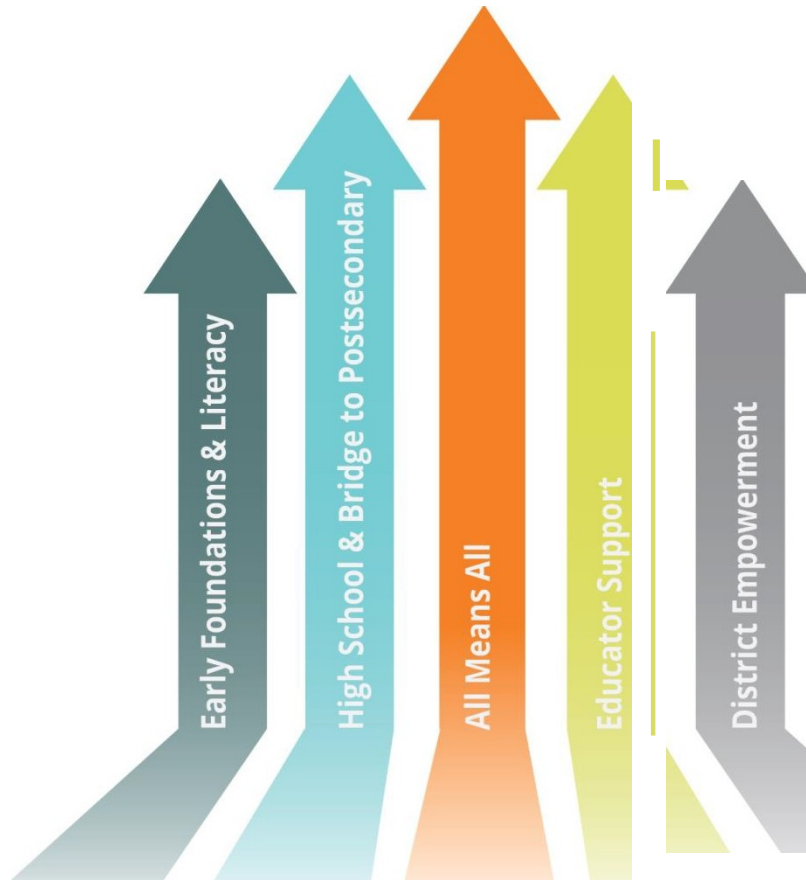 Early Foundations & Literacy
High School & Bridge to Postsecondary
All Means All
Educator Support
District Empowerment